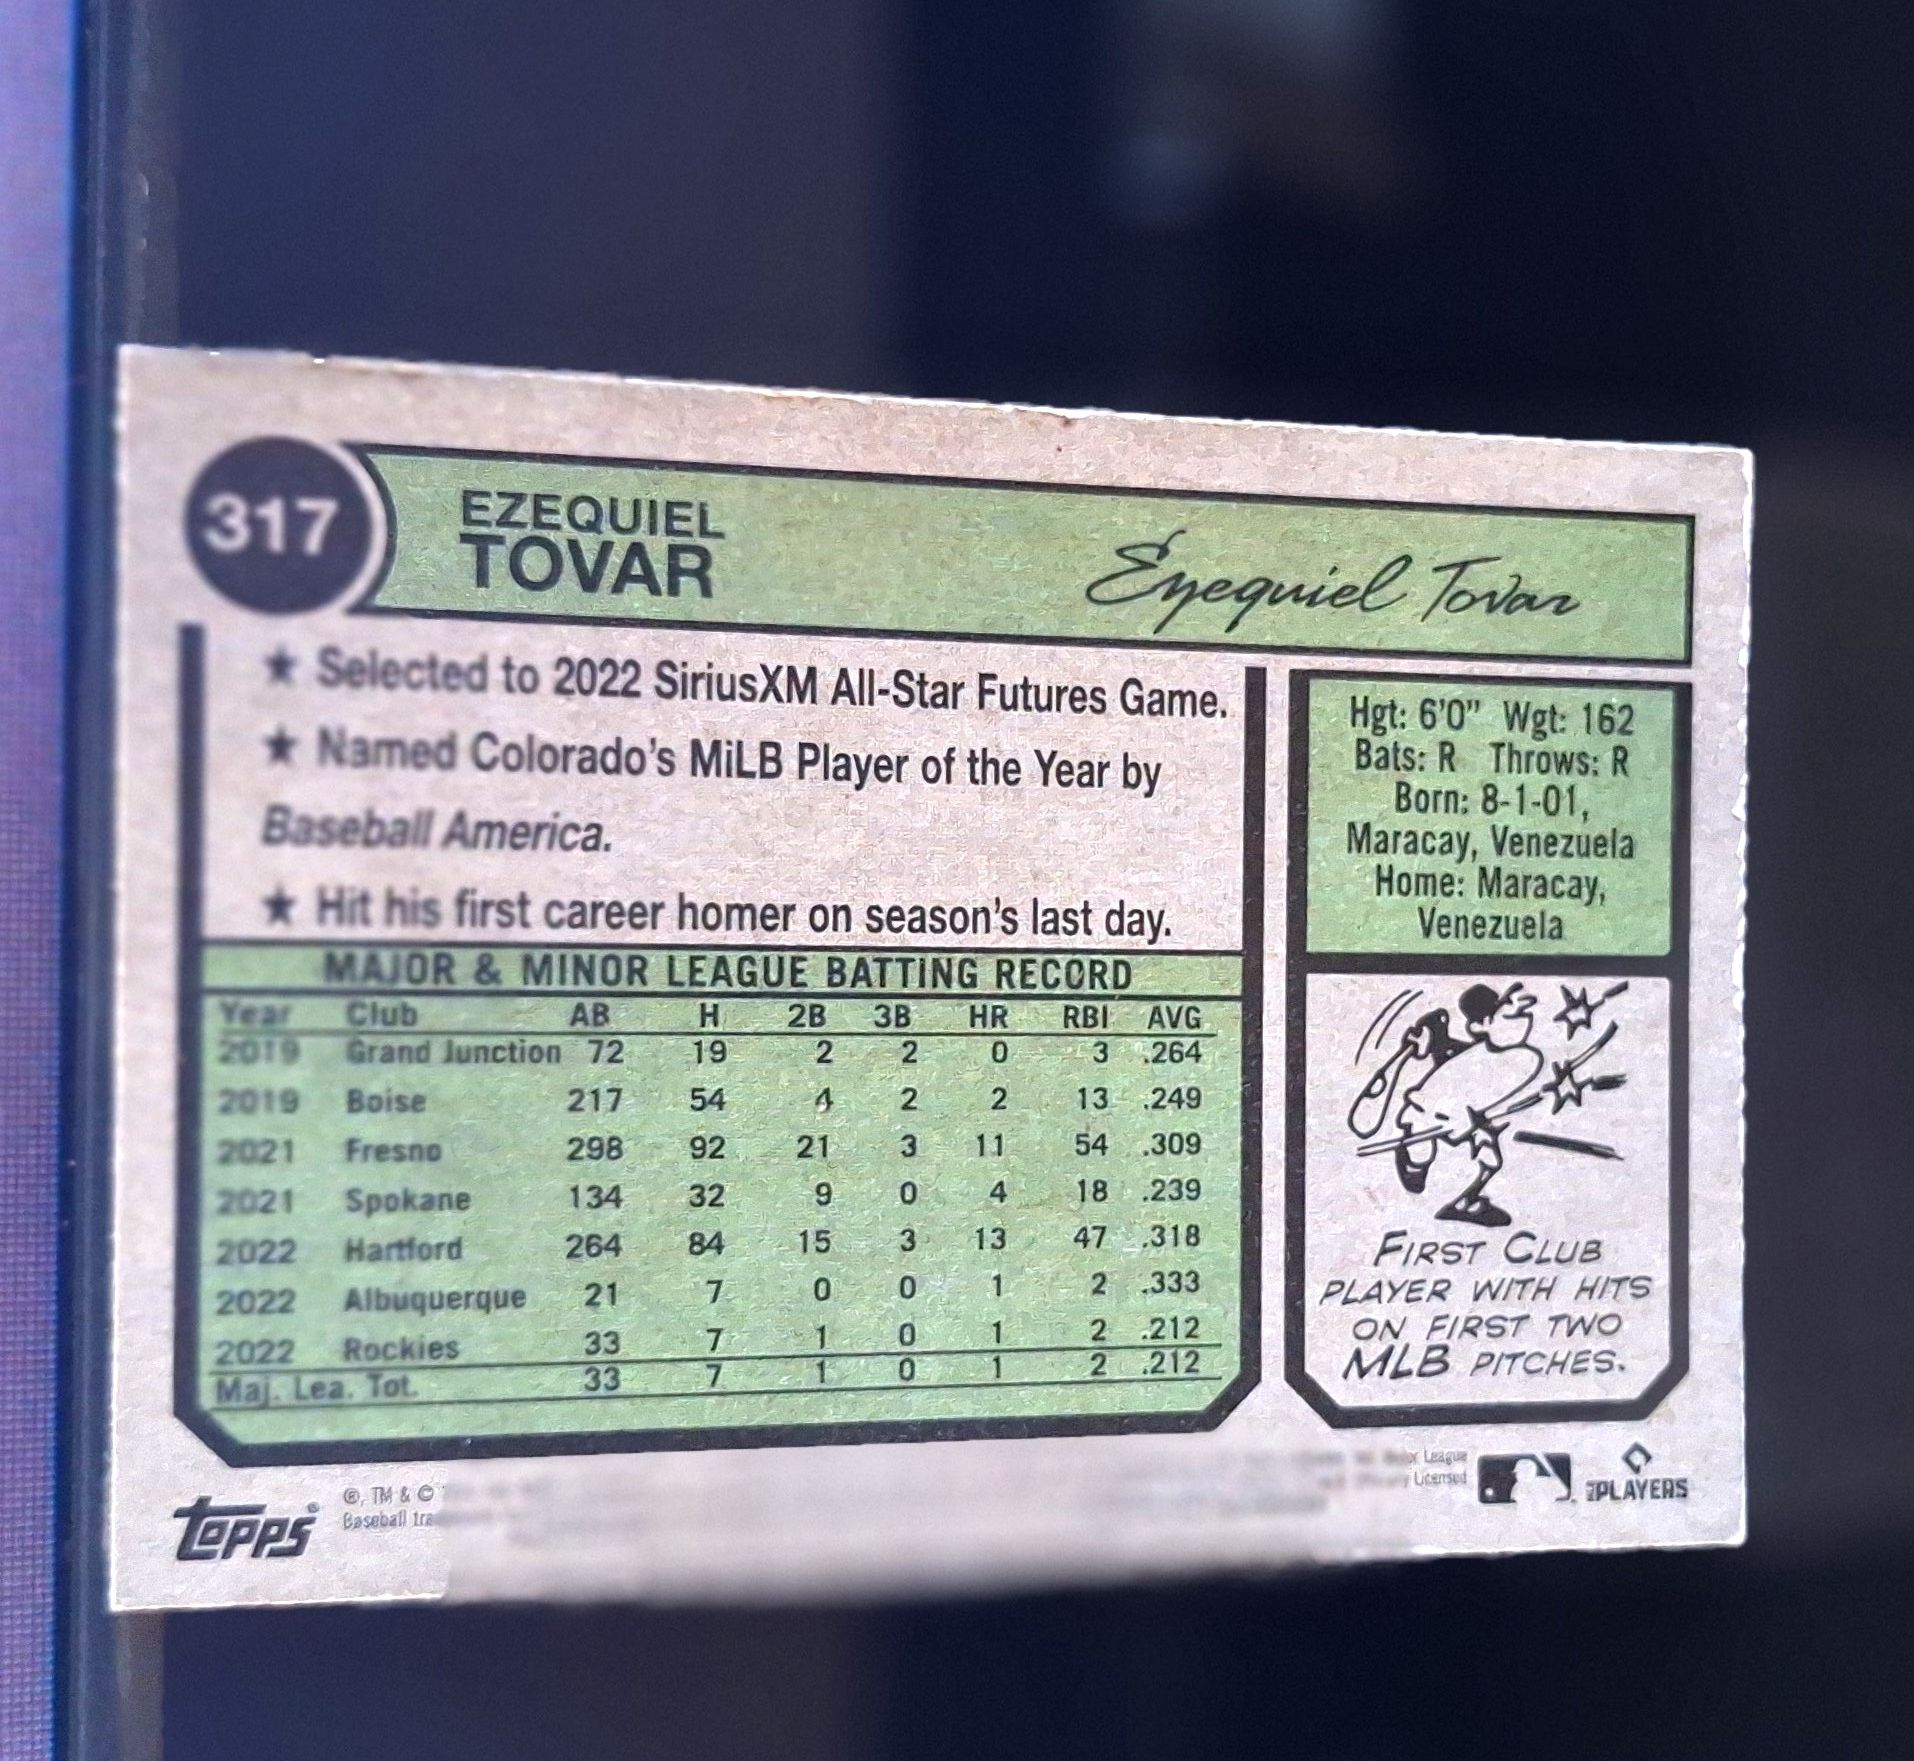 317
EZEQUIEL
TOVAR
Ezequiel Tovar
★ Selected to 2022 SiriusXM All-Star Futures Game.
★ Named Colorado's MiLB Player of the Year by
Baseball America.
★ Hit his first career homer on season's last day.
Hgt: 6'0" Wgt: 162
Bats: R Throws: R
Born: 8-1-01,
Maracay, Venezuela
Home: Maracay,
Venezuela
MAJOR & MINOR LEAGUE BATTING RECORD
Year Club AB H 2B 3B HR RBI AVG
2019 Grand Junction 72 19 2 2 0 3 .264
2019 Boise 217 54 4 2 2 13 .249
2021 Fresno 298 92 21 3 11 54 .309
2021 Spokane 134 32 9 0 4 18 .239
2022 Hartford 264 84 15 3 13 47 .318
2022 Albuquerque 21 7 0 0 1 2 .333
2022 Rockies 33 7 1 0 1 2 .212
Maj. Lea. Tot. 33 7 1 0 1 2 .212
FIRST CLUB
PLAYER WITH HITS
ON FIRST TWO
MLB PITCHES.
Topps®
®, TM & ©
Baseball
League
Licensed
PLAYERS